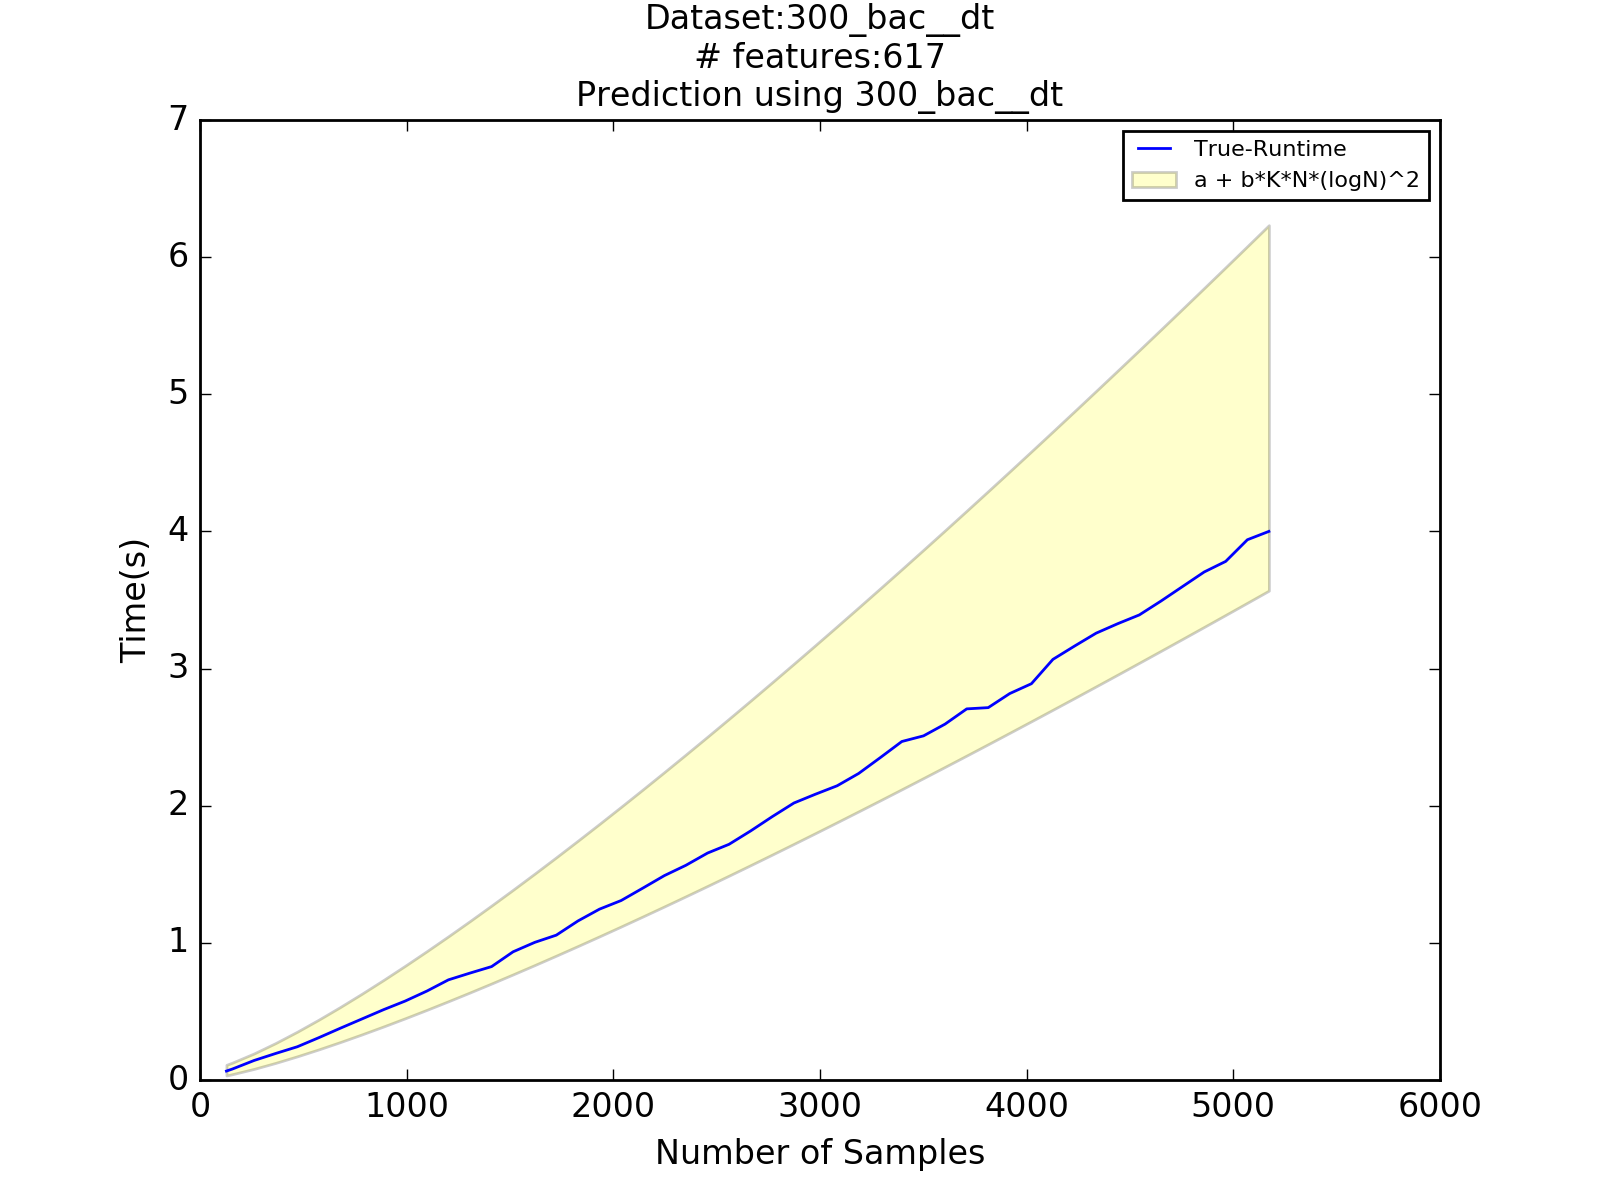 Dataset:300_bac__dt
# features:617
Prediction using 300_bac__dt
7
6
5
4
3
2
1
0
Time(s)
True-Runtime
a + b*K*N*(logN)^2
0 1000 2000 3000 4000 5000 6000
Number of Samples